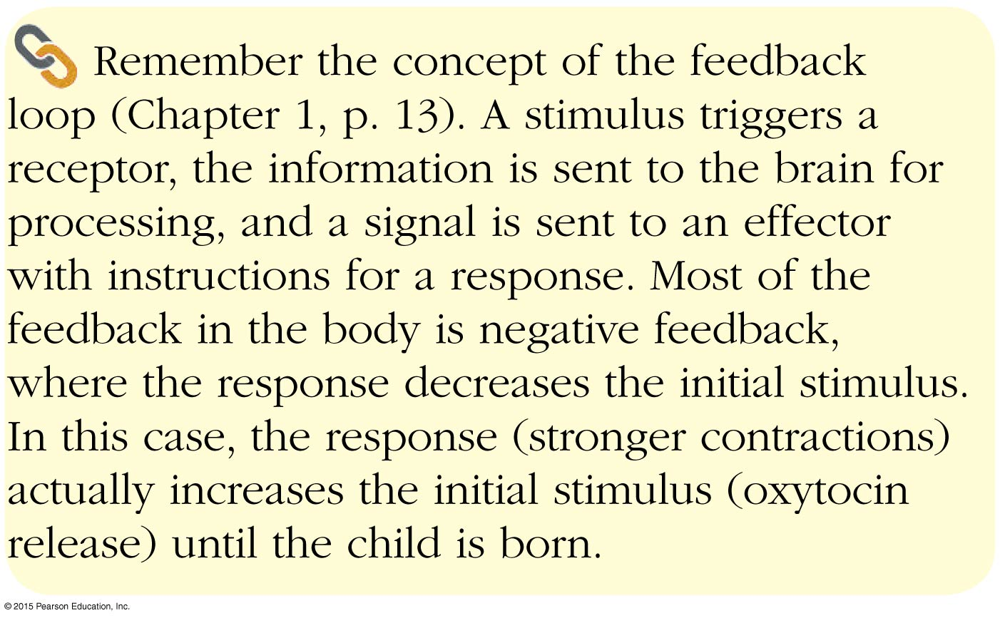 Remember the concept of the feedback
loop (Chapter 1, p. 13). A stimulus triggers a
receptor, the information is sent to the brain for
processing, and a signal is sent to an effector
with instructions for a response. Most of the
feedback in the body is negative feedback,
where the response decreases the initial stimulus.
In this case, the response (stronger contractions)
actually increases the initial stimulus (oxytocin
release) until the child is born.
© 2015 Pearson Education, Inc.